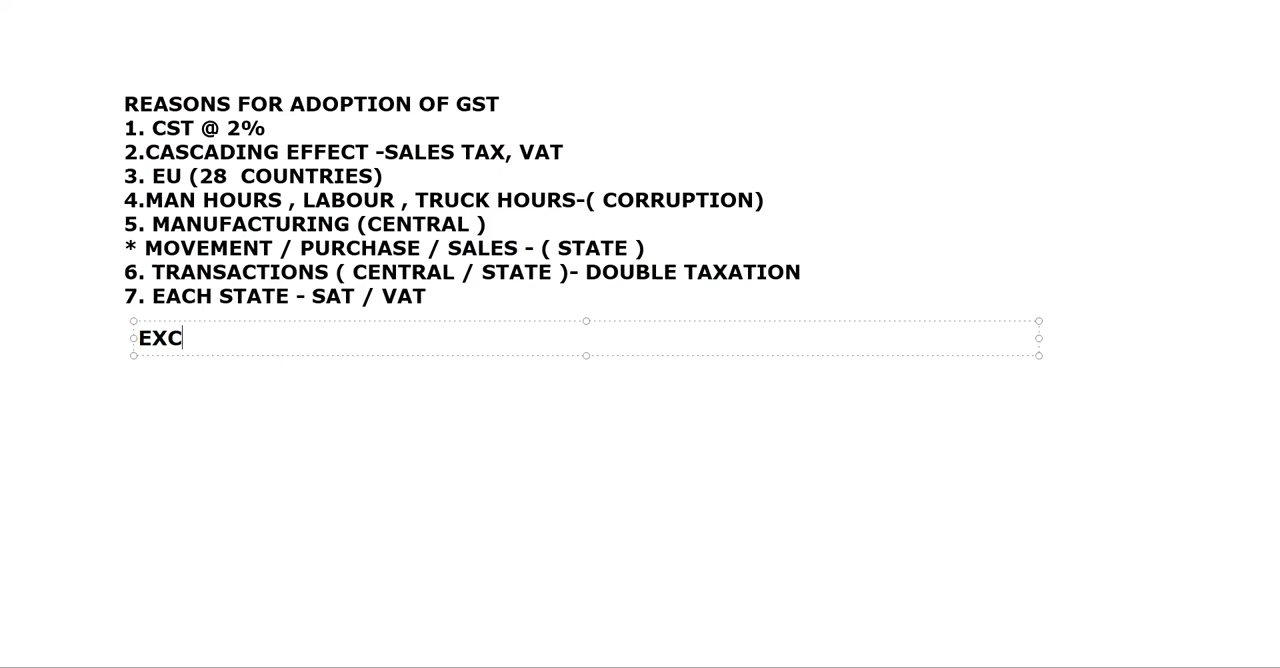 REASONS FOR ADOPTION OF GST
1. CST @ 2%
2.CASCADING EFFECT -SALES TAX, VAT
3. EU (28  COUNTRIES)
4.MAN HOURS , LABOUR , TRUCK HOURS-( CORRUPTION)
5. MANUFACTURING (CENTRAL )
* MOVEMENT / PURCHASE / SALES - ( STATE )
6. TRANSACTIONS ( CENTRAL / STATE )- DOUBLE TAXATION
7. EACH STATE - SAT / VAT
EXC